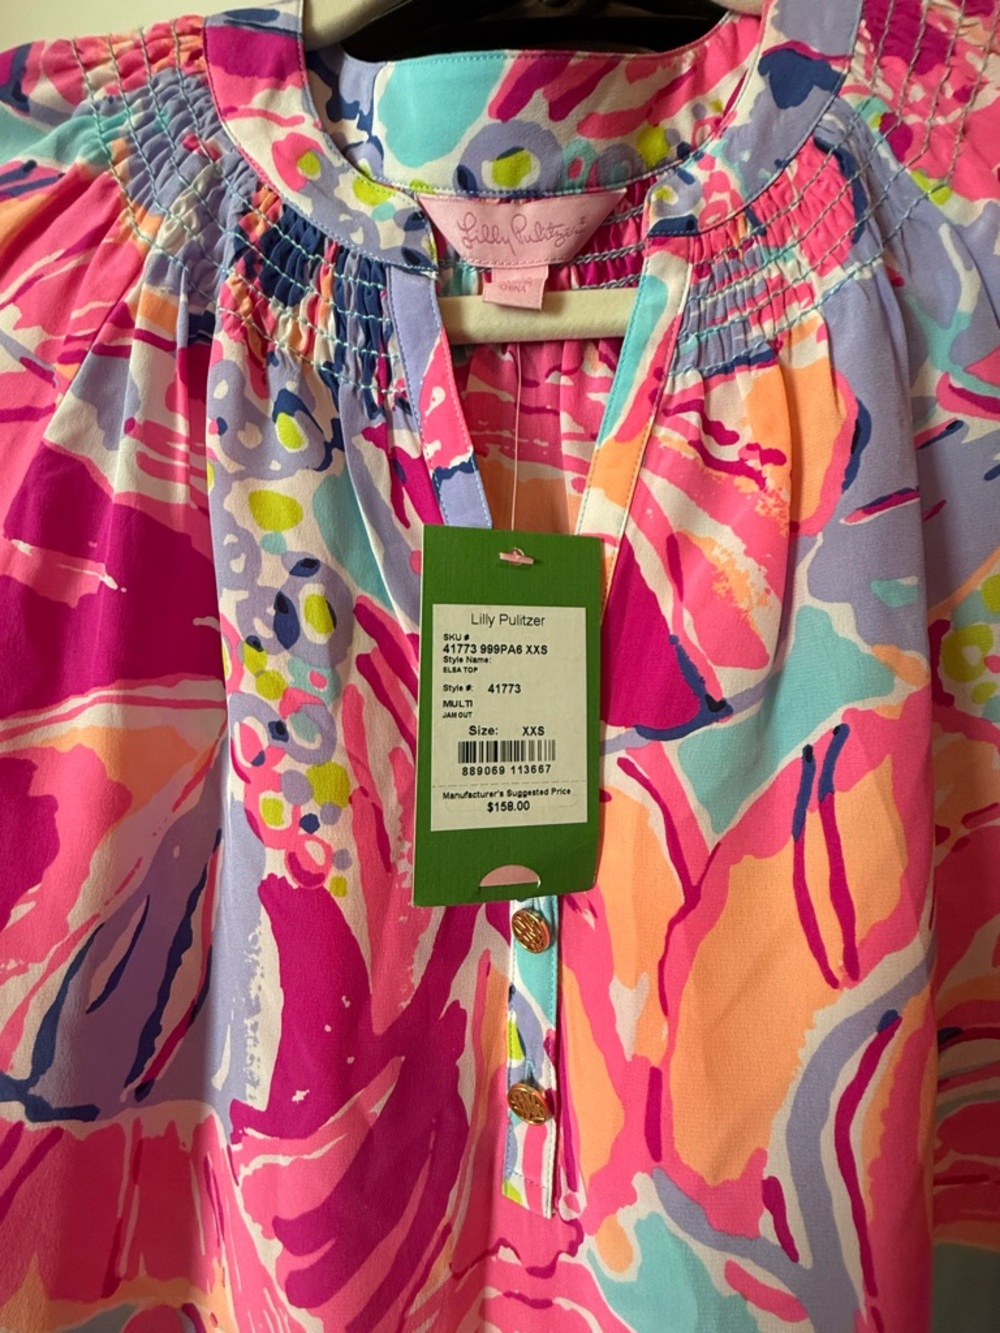 Lilly Pulitzer
Lilly Pulitzer
SKU #
41773 999PA6 XXS
Style Name:
ELSA TOP
Style #: 41773
MULTI
JAM OUT
Size: XXS
889069 113667
Manufacturer's Suggested Price
$158.00